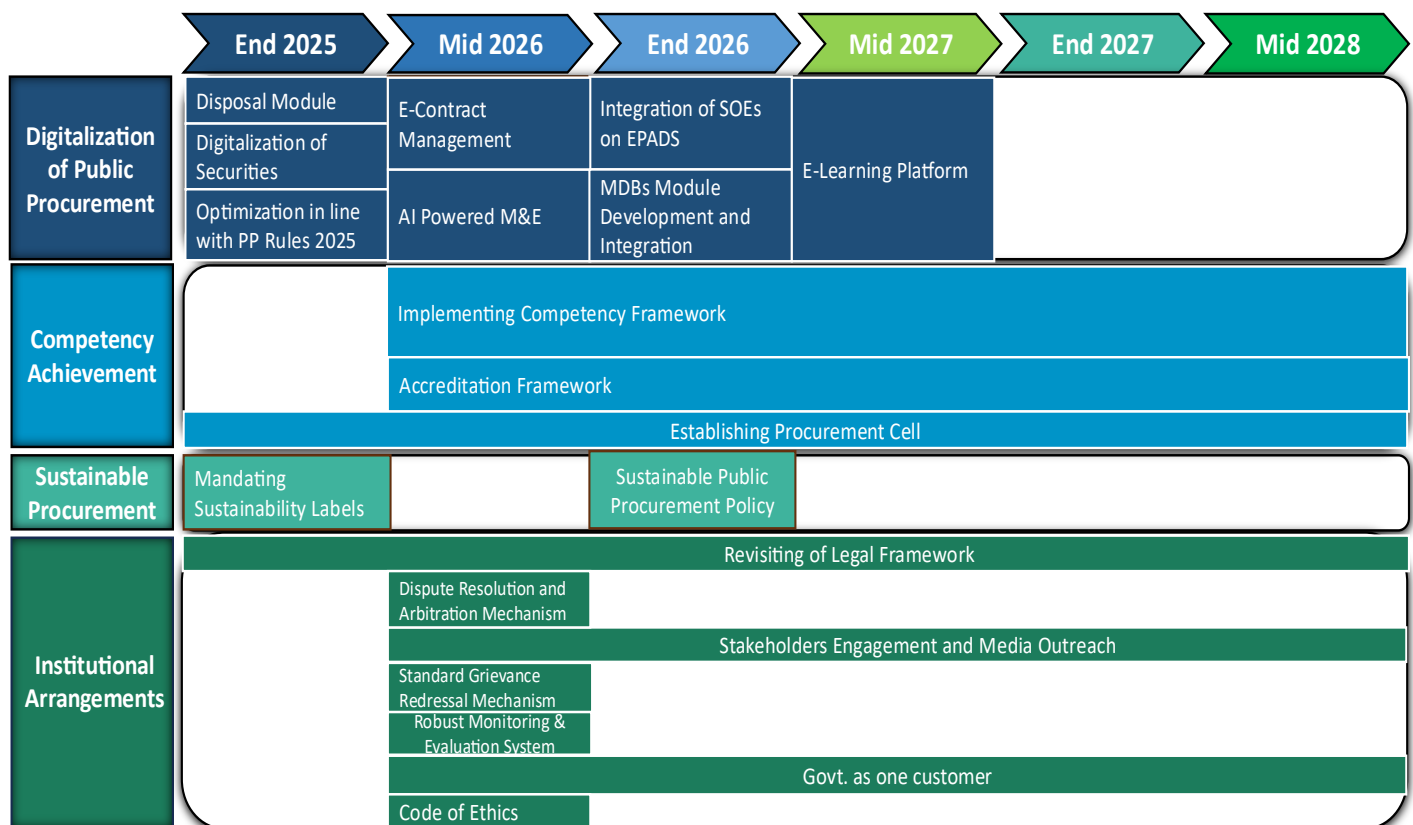 End 2025
Mid 2026
End 2026
Mid 2027
End 2027
Mid 2028
Digitalization
of Public
Procurement
Disposal Module
Digitalization of
Securities
Optimization in line
with PP Rules 2025
E-Contract
Management
AI Powered M&E
Integration of SOEs
on EPADS
MDBs Module
Development and
Integration
E-Learning Platform
Competency
Achievement
Implementing Competency Framework
Accreditation Framework
Establishing Procurement Cell
Sustainable
Procurement
Mandating
Sustainability Labels
Sustainable Public
Procurement Policy
Institutional
Arrangements
Revisiting of Legal Framework
Dispute Resolution and
Arbitration Mechanism
Stakeholders Engagement and Media Outreach
Standard Grievance
Redressal Mechanism
Robust Monitoring &
Evaluation System
Govt. as one customer
Code of Ethics